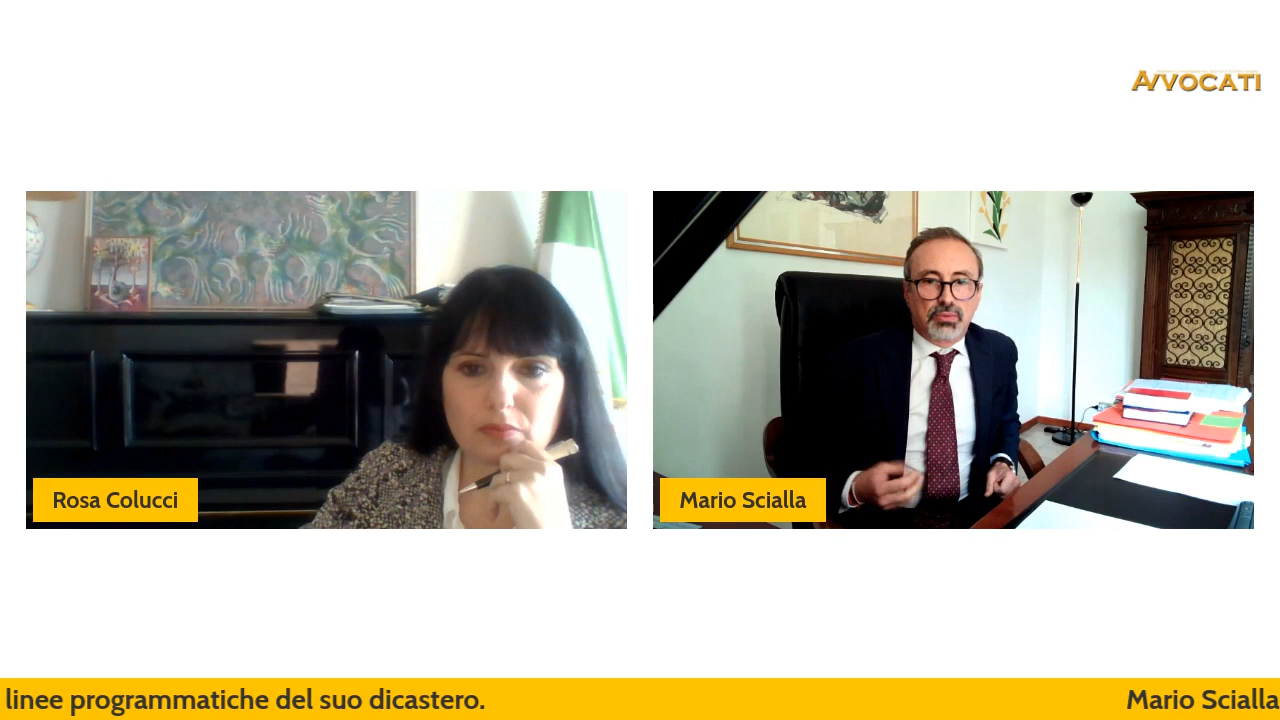 AVVOCATI
Rosa Colucci
Mario Scialla
linee programmatiche del suo dicastero.
Mario Scialla